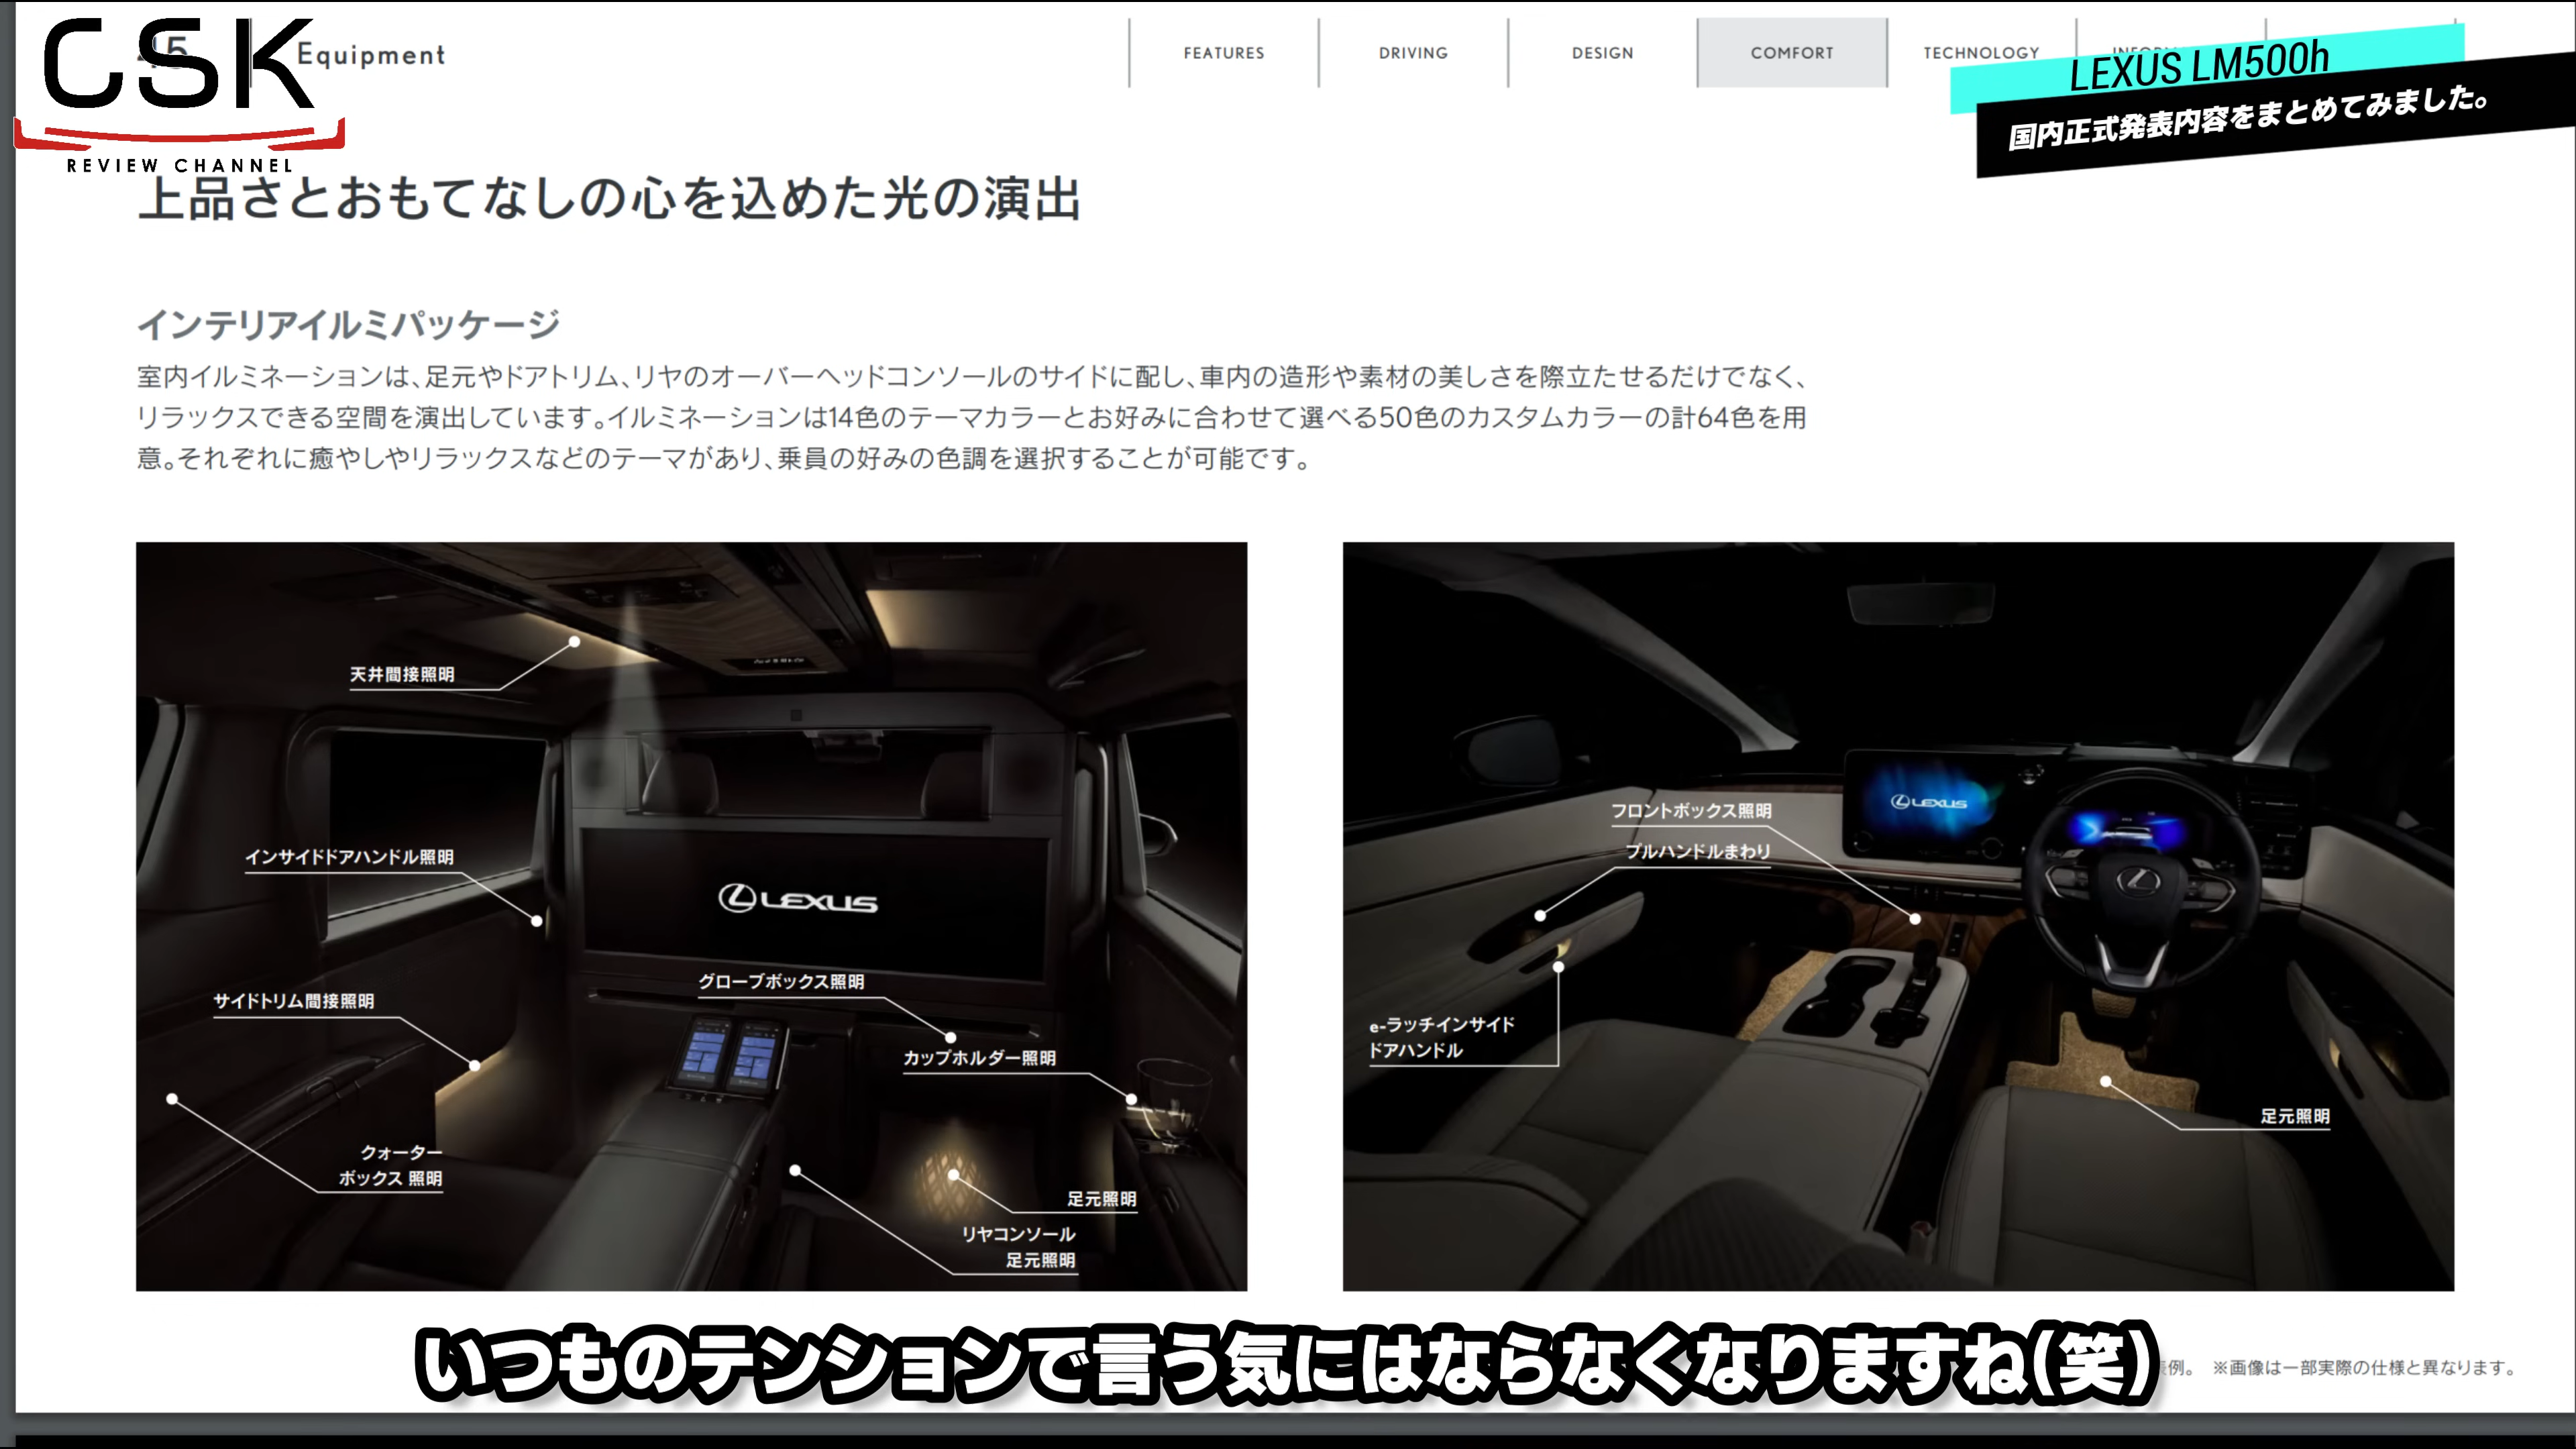 CSK
REVIEW CHANNEL
45
Equipment
FEATURES
DRIVING
DESIGN
COMFORT
TECHNOLOGY
LEXUS LM500h
国内正式発表内容をまとめてみました。
上品さとおもてなしの心を込めた光の演出
インテリアイルミパッケージ
室内イルミネーションは、足元やドアトリム、リヤのオーバーヘッドコンソールのサイドに配し、車内の造形や素材の美しさを際立たせるだけでなく、
リラックスできる空間を演出しています。イルミネーションは14色のテーマカラーとお好みに合わせて選べる50色のカスタムカラーの計64色を用
意。それぞれに癒やしやリラックスなどのテーマがあり、乗員の好みの色調を選択することが可能です。
天井間接照明
インサイドドアハンドル照明
LEXUS
グローブボックス照明
サイドトリム間接照明
カップホルダー照明
クォーター
ボックス 照明
足元照明
リヤコンソール
足元照明
LEXUS
フロントボックス照明
プルハンドルまわり
e-ラッチインサイド
ドアハンドル
足元照明
いつものテンションで言う気にはならなくなりますね(笑)
例。 ※画像は一部実際の仕様と異なります。